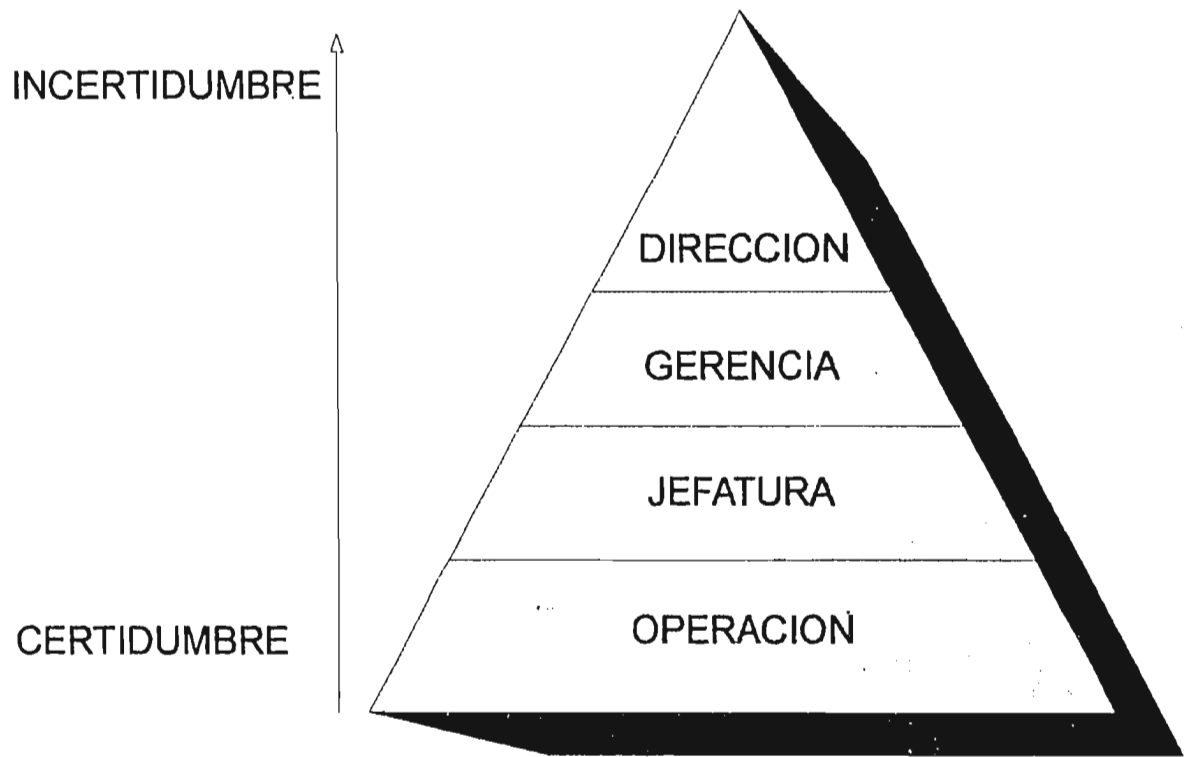 INCERTIDUMBRE
DIRECCION
GERENCIA
JEFATURA
OPERACION
CERTIDUMBRE